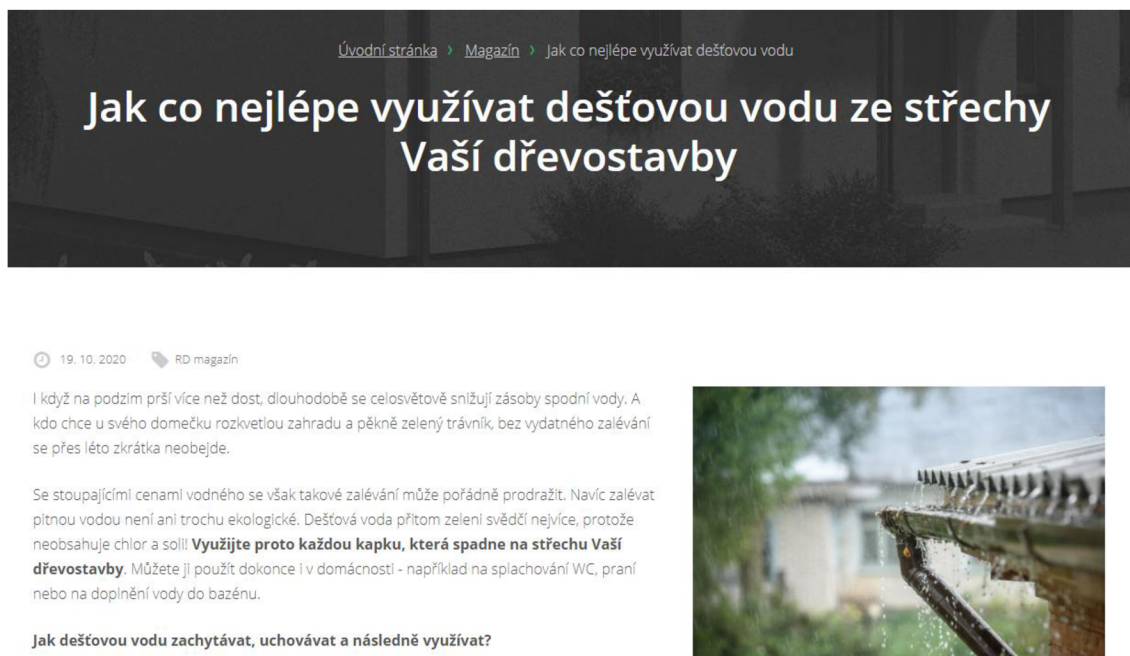 Úvodní stránka › Magazín › Jak co nejlépe využívat dešťovou vodu
Jak co nejlépe využívat dešťovou vodu ze střechy
Vaší dřevostavby
19. 10. 2020 RD magazín
I když na podzim prší více než dost, dlouhodobě se celosvětově snižují zásoby spodní vody. A
kdo chce u svého domečku rozkvetlou zahradu a pěkně zelený trávník, bez vydatného zalévání
se přes léto zkrátka neobejde.
Se stoupajícími cenami vodného se však takové zalévání může pořádně prodražit. Navíc zalévat
pitnou vodou není ani trochu ekologické. Dešťová voda přitom zeleni svědčí nejvíce, protože
neobsahuje chlor a soli! Využijte proto každou kapku, která spadne na střechu Vaší
dřevostavby. Můžete ji použít dokonce i v domácnosti - například na splachování WC, praní
nebo na doplnění vody do bazénu.
Jak dešťovou vodu zachytávat, uchovávat a následně využívat?